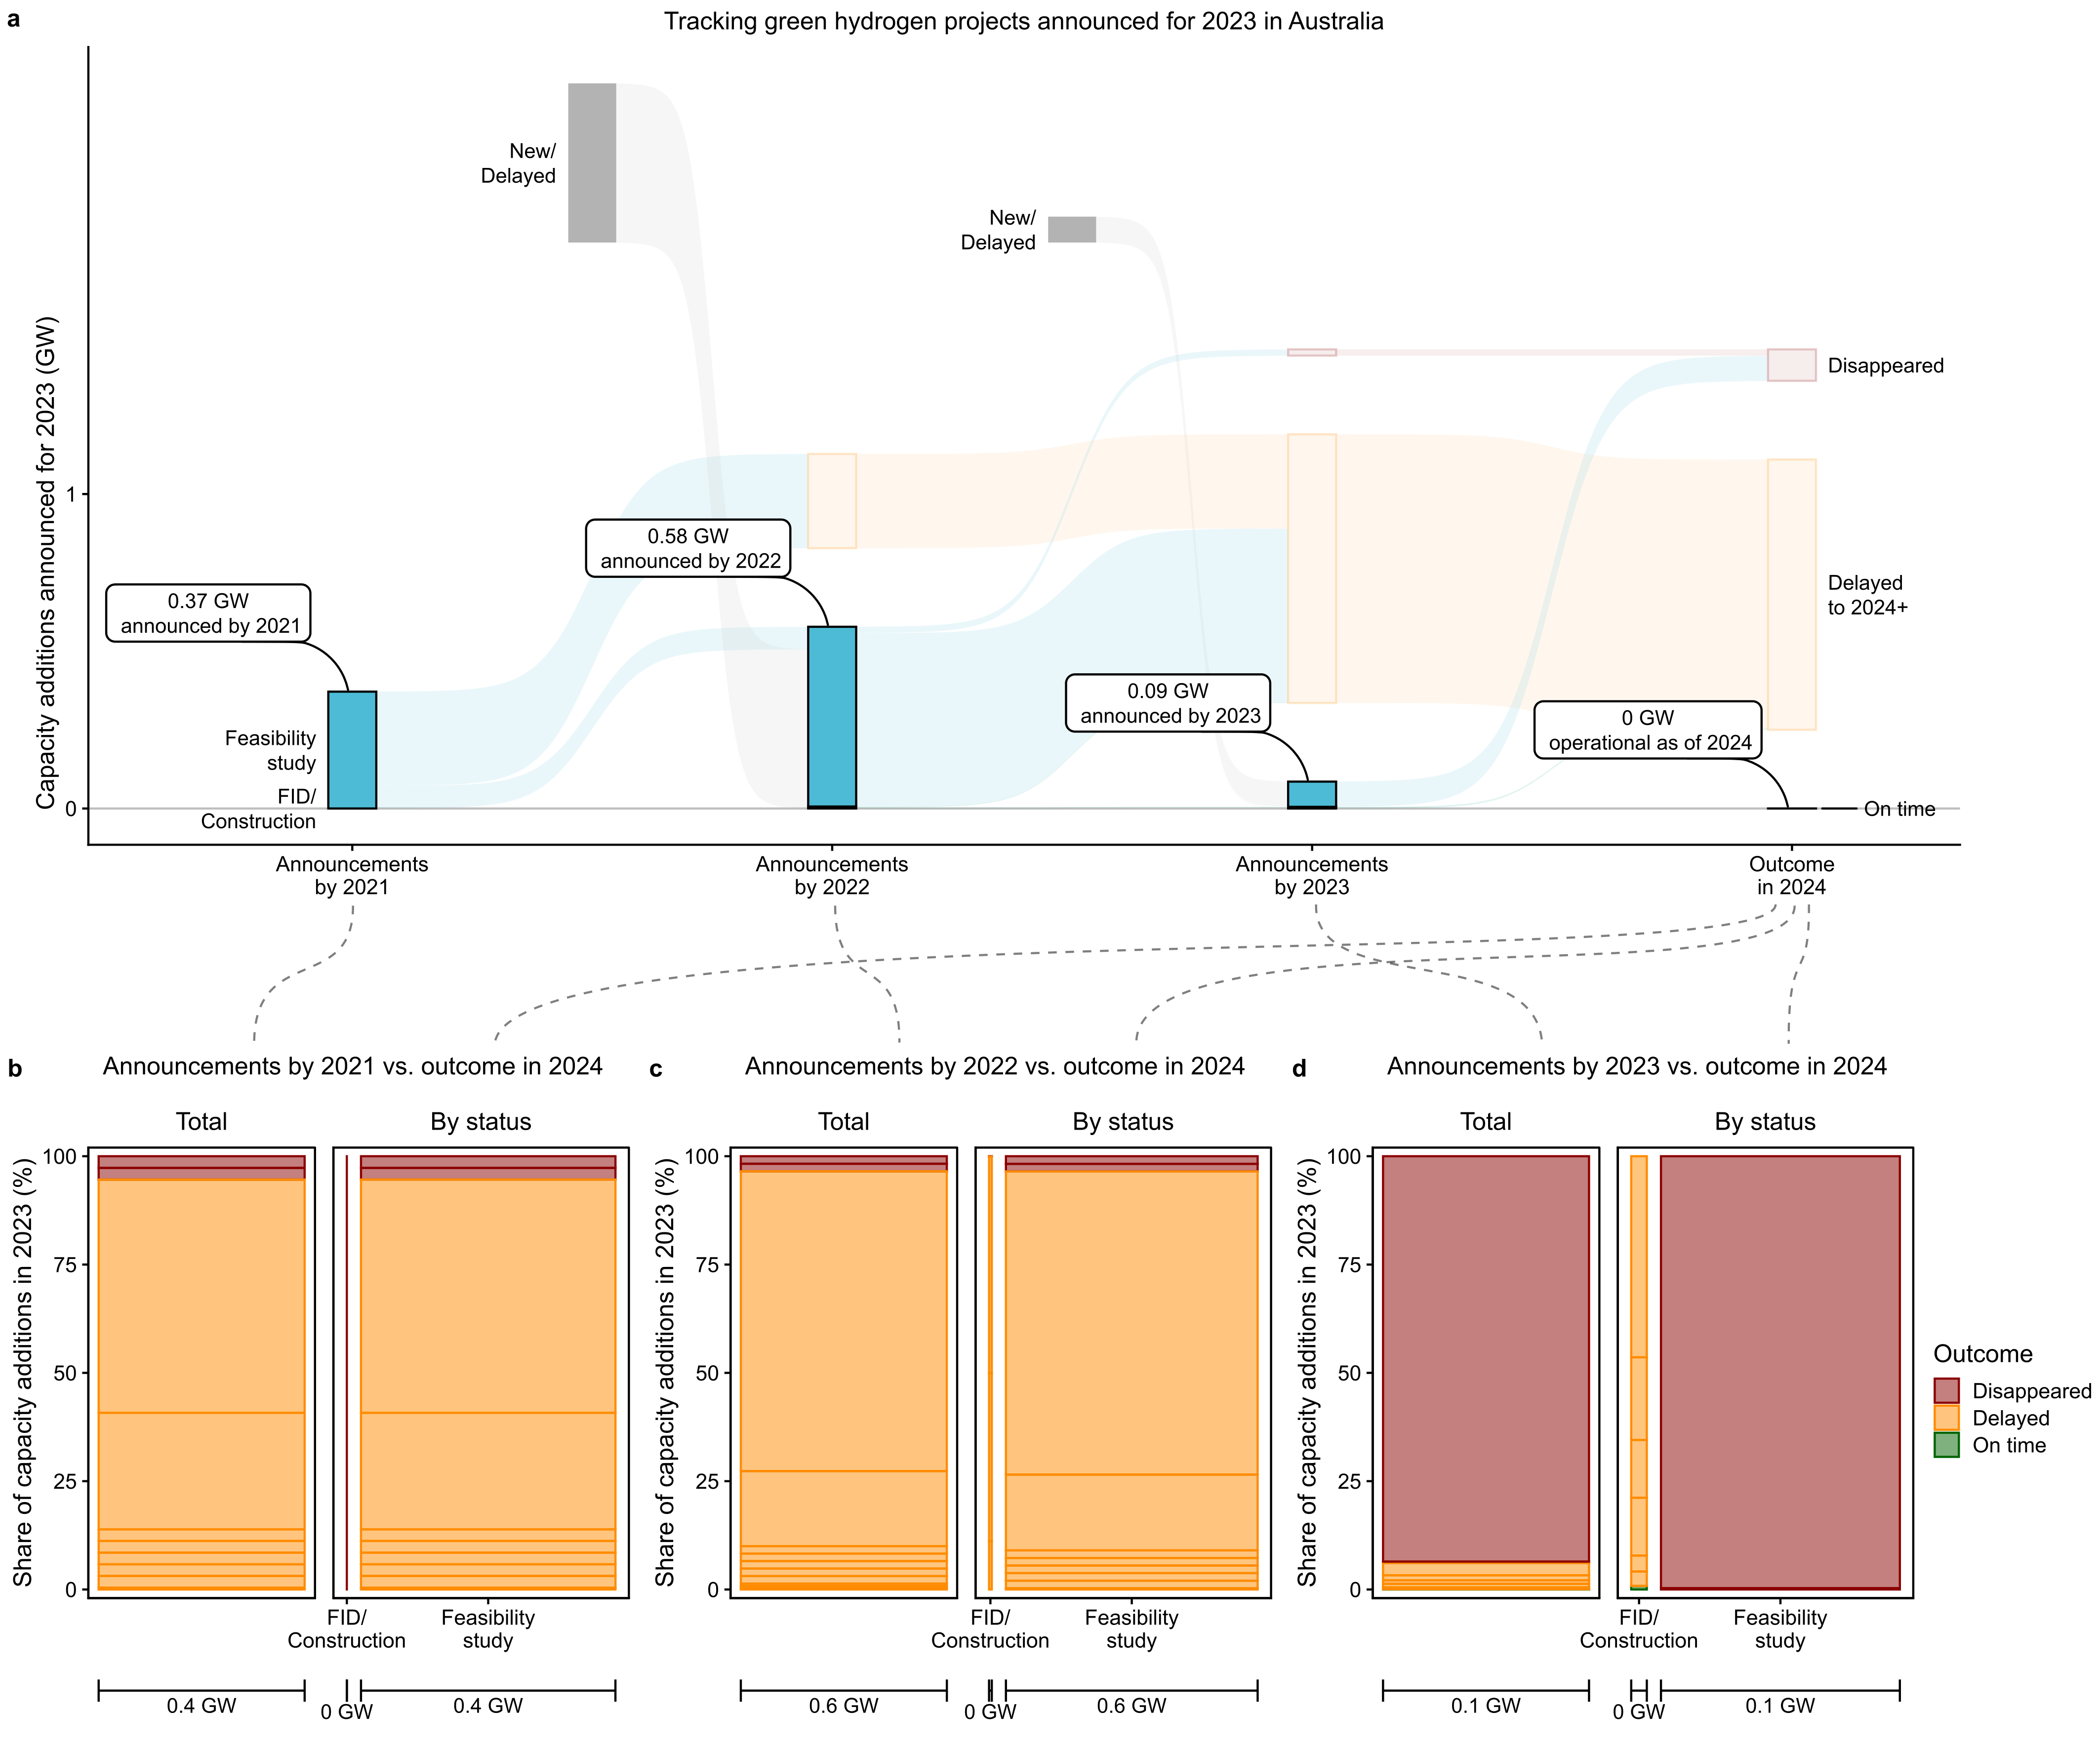 a
Tracking green hydrogen projects announced for 2023 in Australia
Capacity additions announced for 2023 (GW)
1
0
New/
Delayed
New/
Delayed
0.37 GW
announced by 2021
0.58 GW
announced by 2022
0.09 GW
announced by 2023
0 GW
operational as of 2024
Feasibility
study
FID/
Construction
Disappeared
Delayed
to 2024+
On time
Announcements
by 2021
Announcements
by 2022
Announcements
by 2023
Outcome
in 2024
b
Announcements by 2021 vs. outcome in 2024
Total
By status
Share of capacity additions in 2023 (%)
100
75
50
25
0
FID/
Construction
Feasibility
study
0.4 GW
0 GW
0.4 GW
c
Announcements by 2022 vs. outcome in 2024
Total
By status
Share of capacity additions in 2023 (%)
100
75
50
25
0
FID/
Construction
Feasibility
study
0.6 GW
0 GW
0.6 GW
d
Announcements by 2023 vs. outcome in 2024
Total
By status
Share of capacity additions in 2023 (%)
100
75
50
25
0
FID/
Construction
Feasibility
study
0.1 GW
0 GW
0.1 GW
Outcome
Disappeared
Delayed
On time